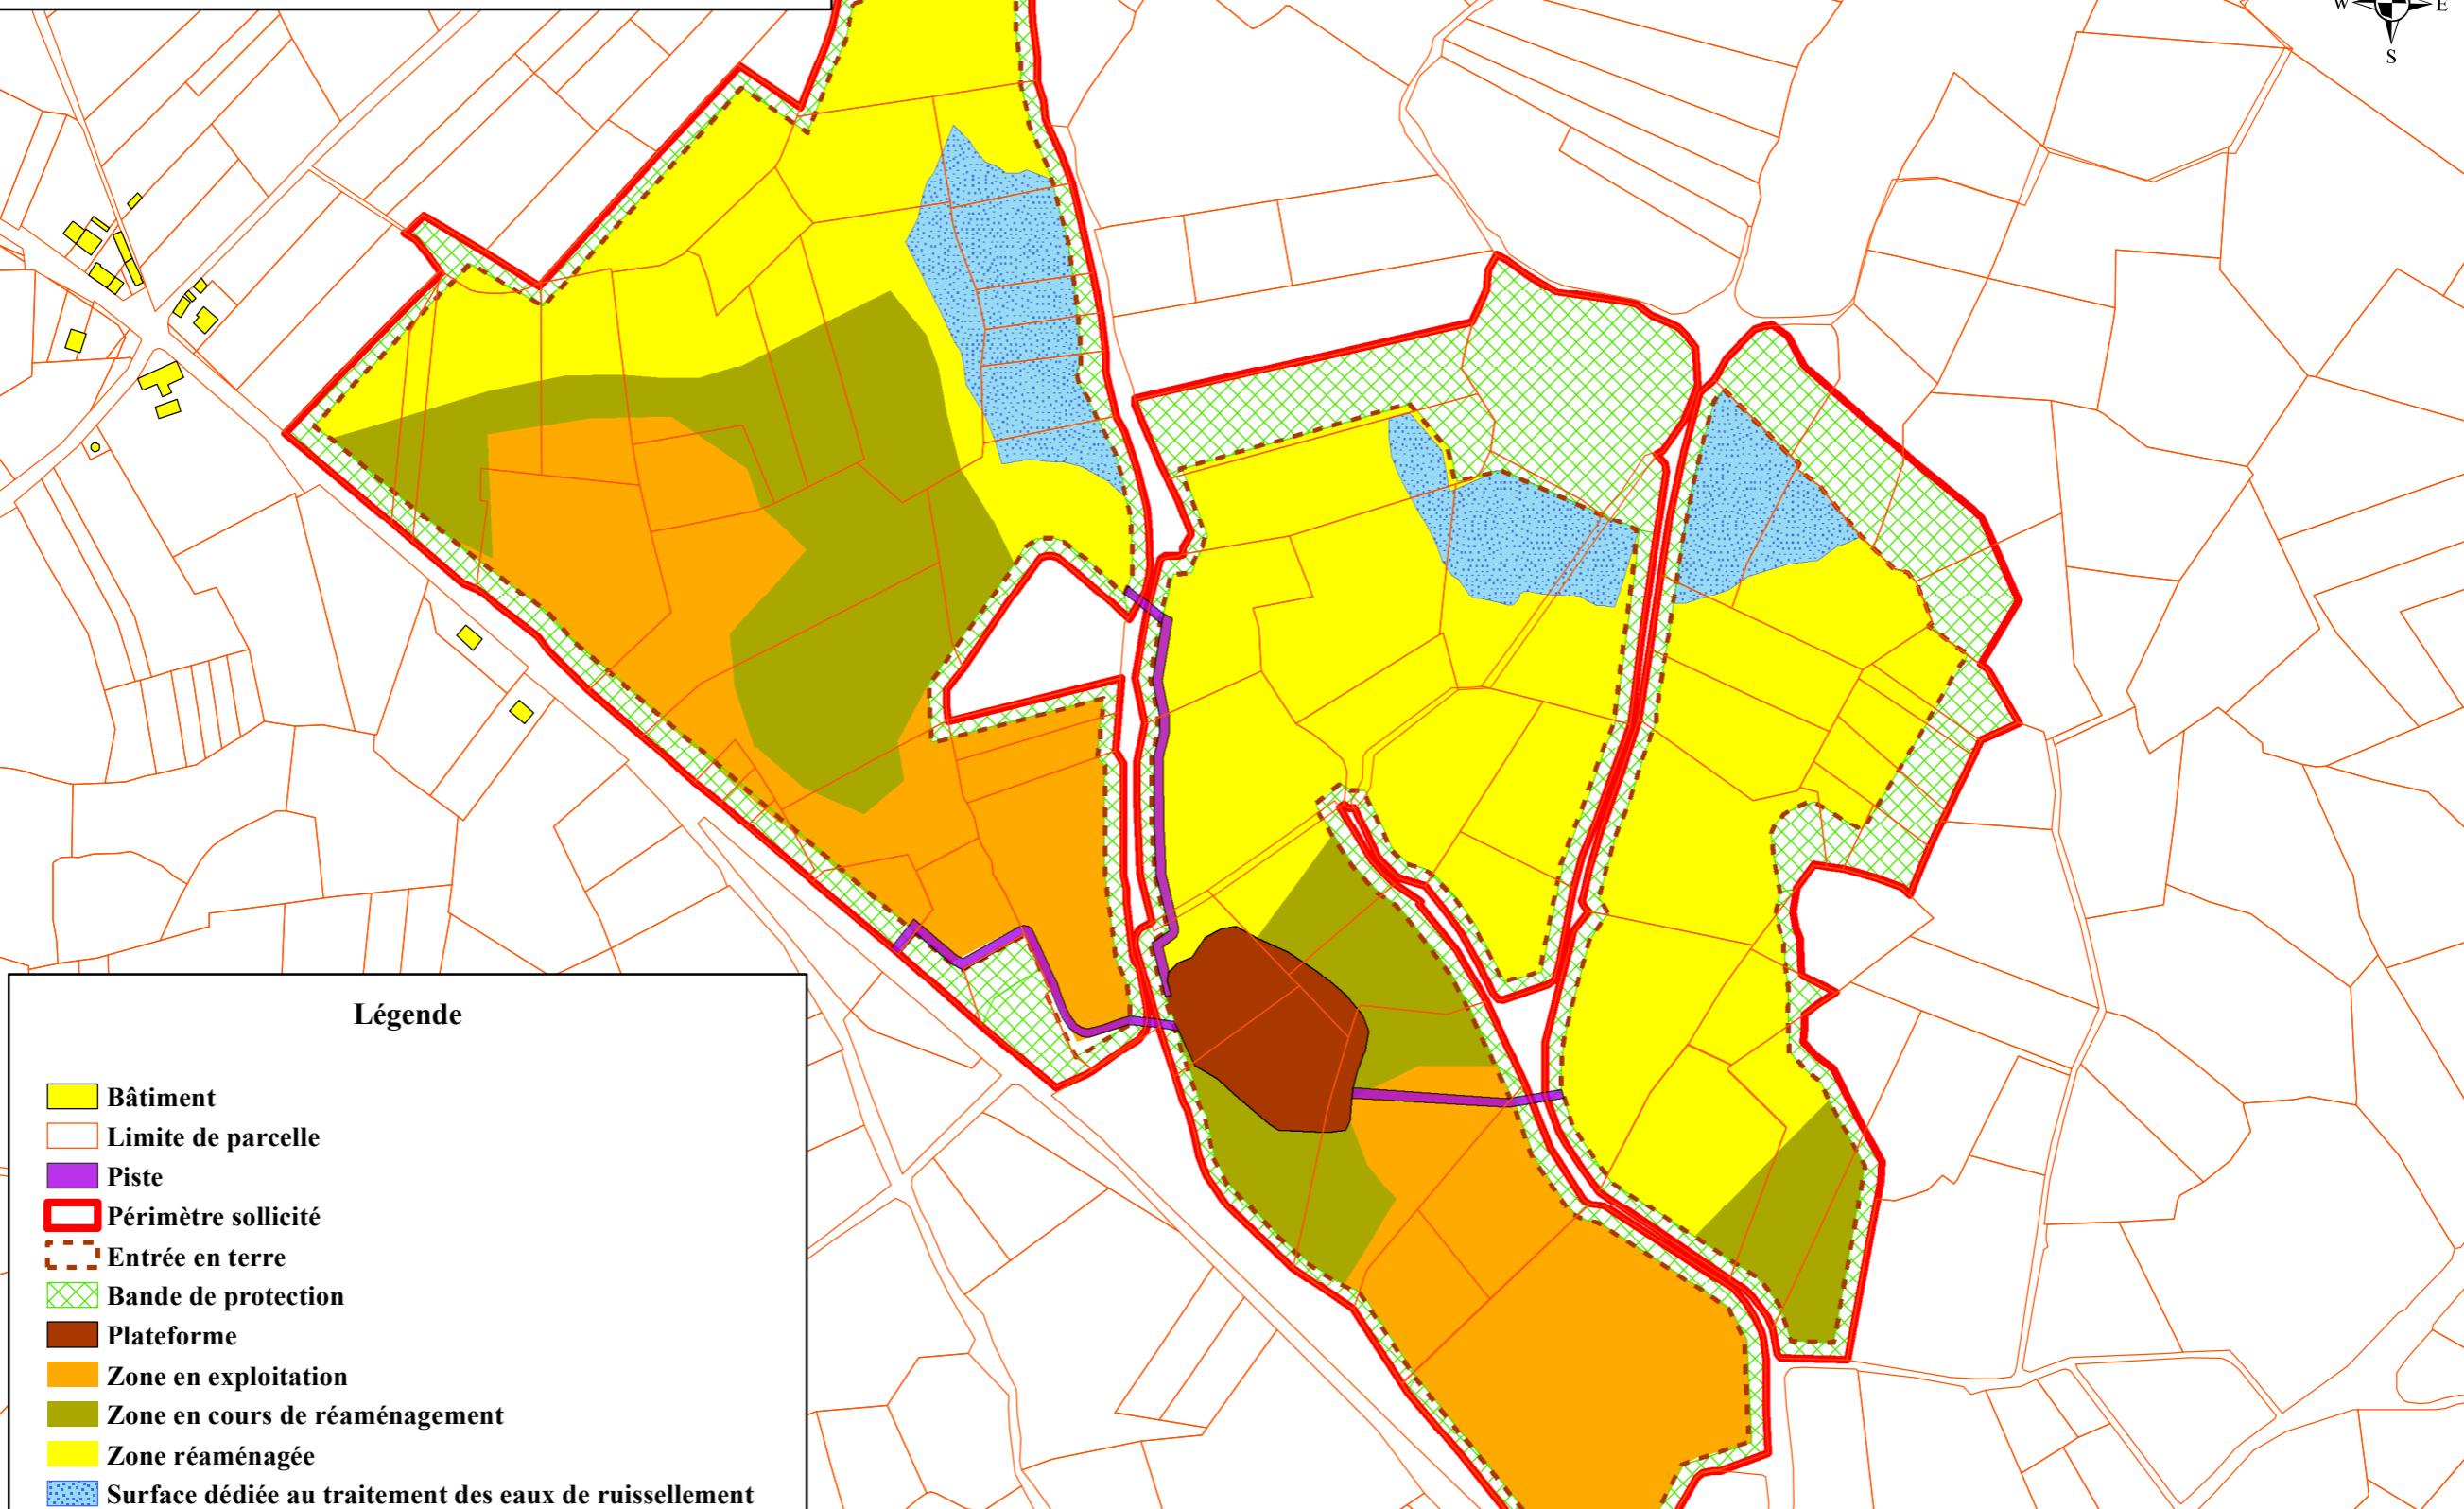 W E
S
Légende
Bâtiment
Limite de parcelle
Piste
Périmètre sollicité
Entrée en terre
Bande de protection
Plateforme
Zone en exploitation
Zone en cours de réaménagement
Zone réaménagée
Surface dédiée au traitement des eaux de ruissellement